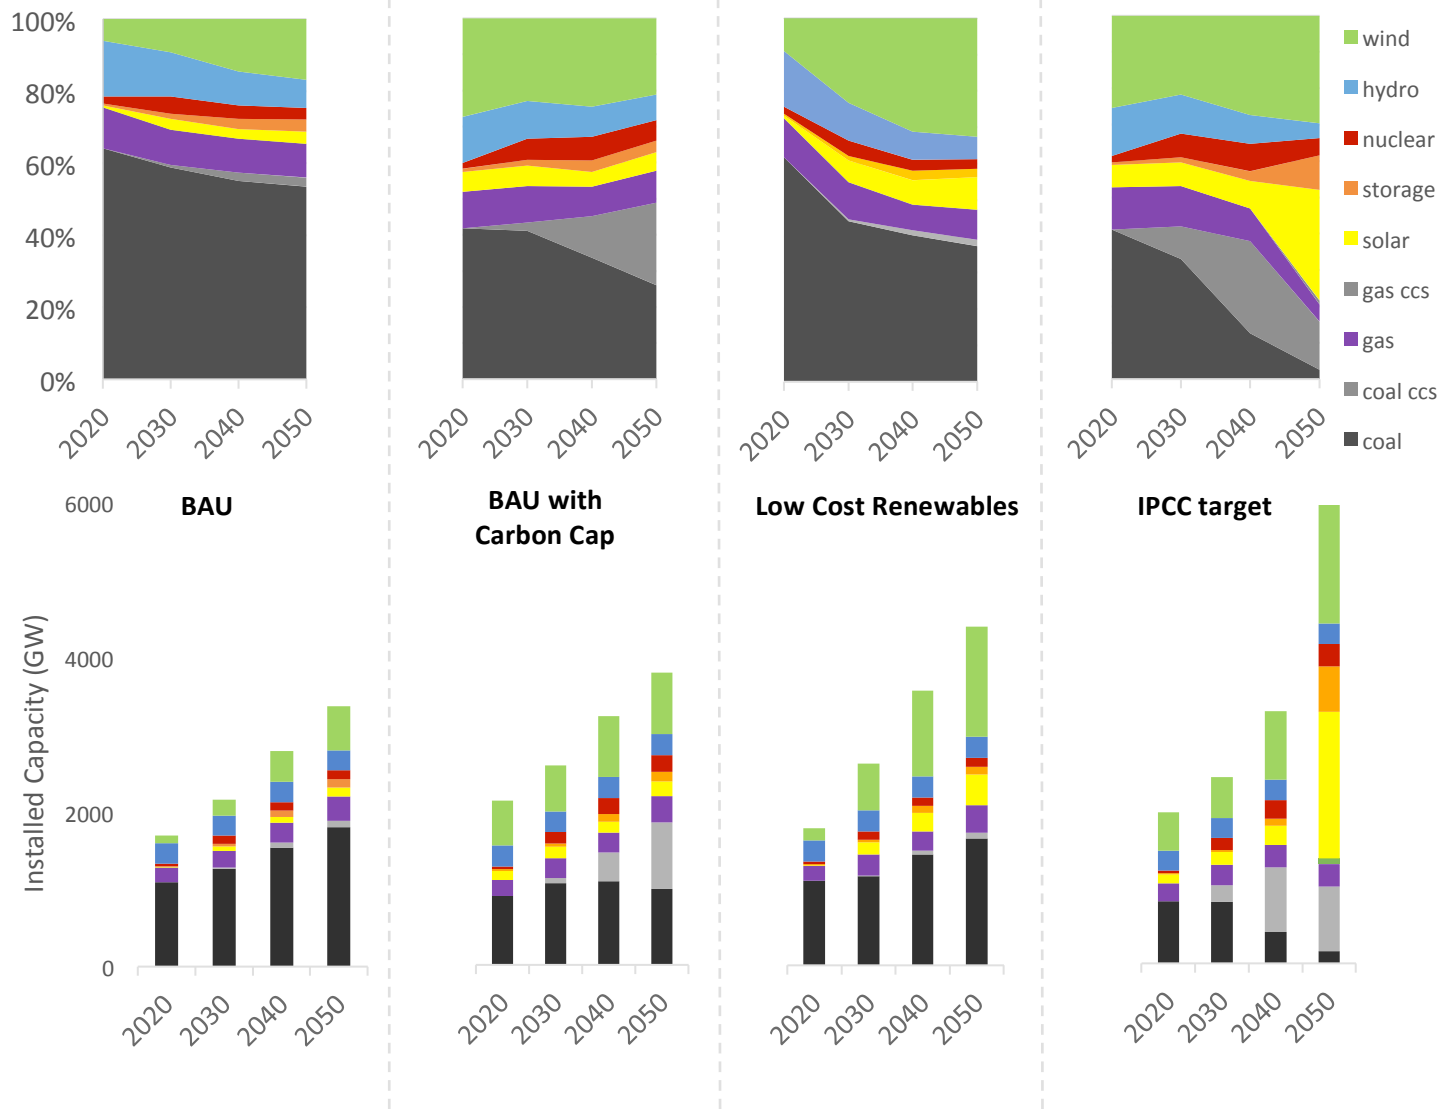 100%
80%
60%
40%
20%
0%
2020 2030 2040 2050
2020 2030 2040 2050
2020 2030 2040 2050
2020 2030 2040 2050
wind
hydro
nuclear
storage
solar
gas ccs
gas
coal ccs
coal
BAU
BAU with
Carbon Cap
Low Cost Renewables
IPCC target
Installed Capacity (GW)
6000
4000
2000
0
2020 2030 2040 2050
2020 2030 2040 2050
2020 2030 2040 2050
2020 2030 2040 2050